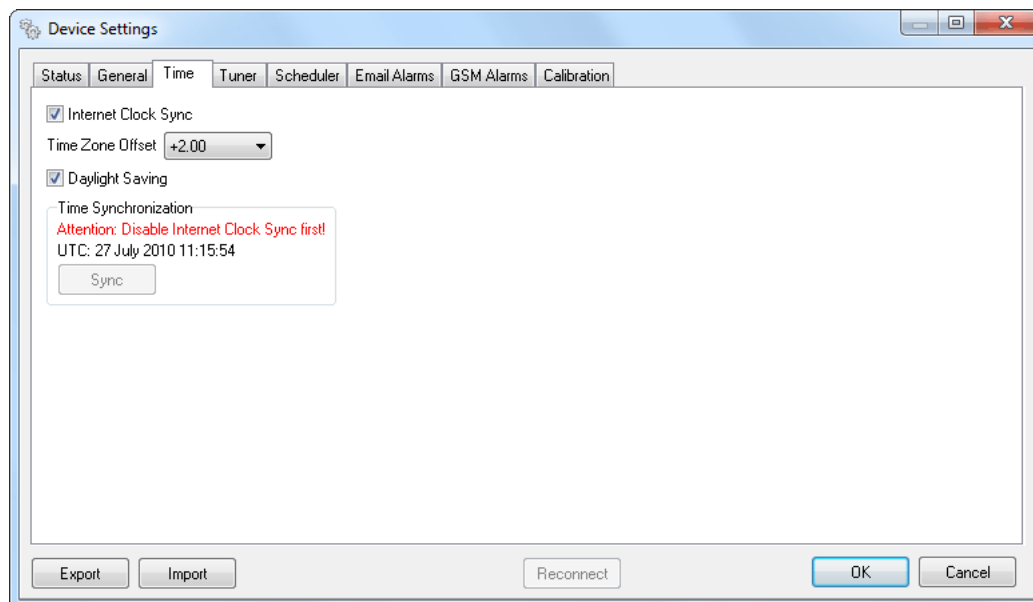 Device Settings
Status General Time Tuner Scheduler Email Alarms GSM Alarms Calibration
Internet Clock Sync
Time Zone Offset +2.00
Daylight Saving
Time Synchronization
Attention: Disable Internet Clock Sync first!
UTC: 27 July 2010 11:15:54
Sync
Export Import Reconnect OK Cancel